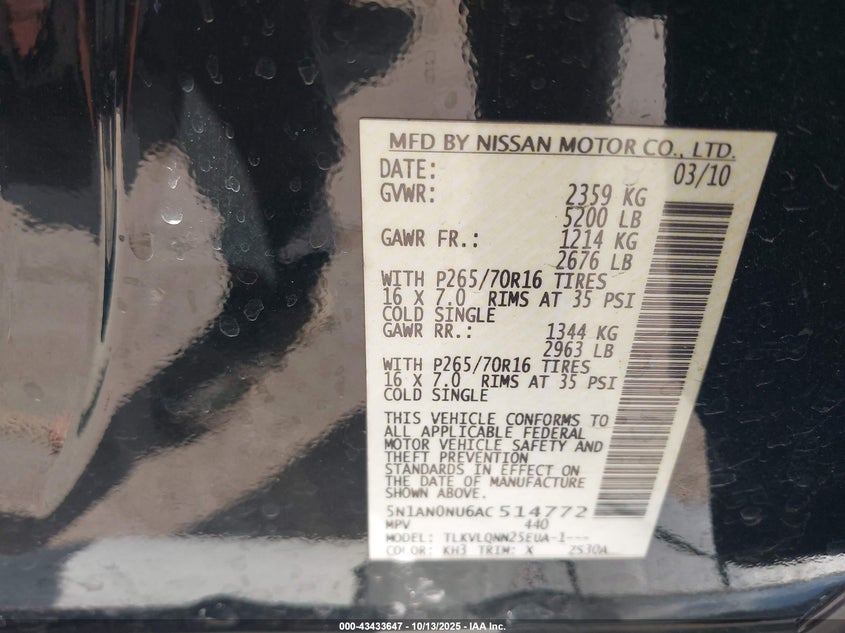 MFD BY NISSAN MOTOR CO., LTD.
DATE: 03/10
GVWR: 2359 KG
5200 LB
GAWR FR.: 1214 KG
2676 LB
WITH P265/70R16 TIRES
16 X 7.0 RIMS AT 35 PSI
COLD SINGLE
GAWR RR.: 1344 KG
2963 LB
WITH P265/70R16 TIRES
16 X 7.0 RIMS AT 35 PSI
COLD SINGLE
THIS VEHICLE CONFORMS TO
ALL APPLICABLE FEDERAL
MOTOR VEHICLE SAFETY AND
THEFT PREVENTION
STANDARDS IN EFFECT ON
THE DATE OF MANUFACTURE
SHOWN ABOVE.
5N1AN0NU6AC514772
MPV 440
MODEL: TLKVLQNN25EUA-1---
COLOR: KH3 TRIM: X 2S30A
000-43433647 - 10/13/2025 - IAA Inc.